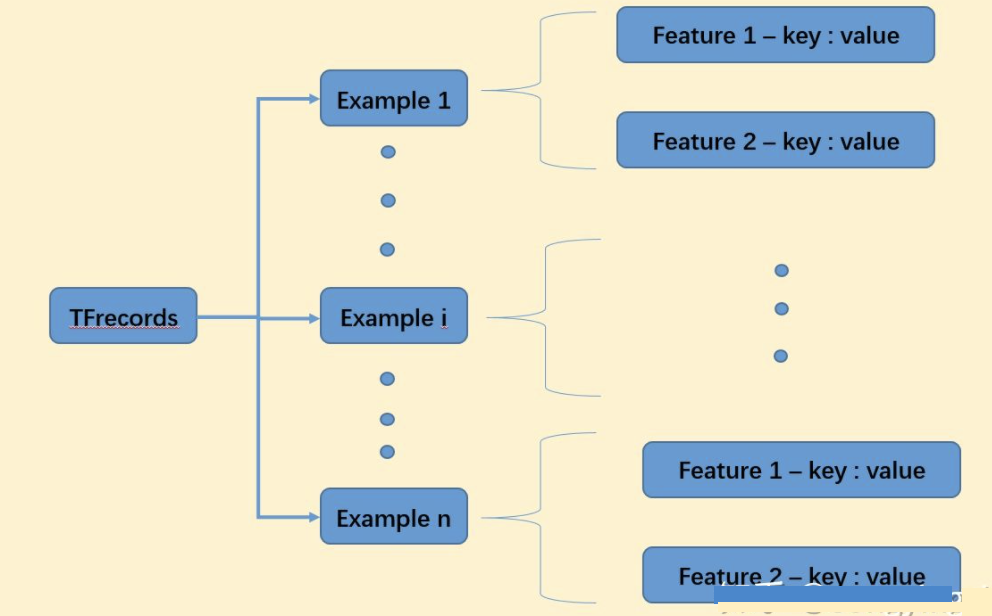 Feature 1 – key : value
Example 1
Feature 2 – key : value
TFrecords
Example i
Feature 1 – key : value
Example n
Feature 2 – key : value